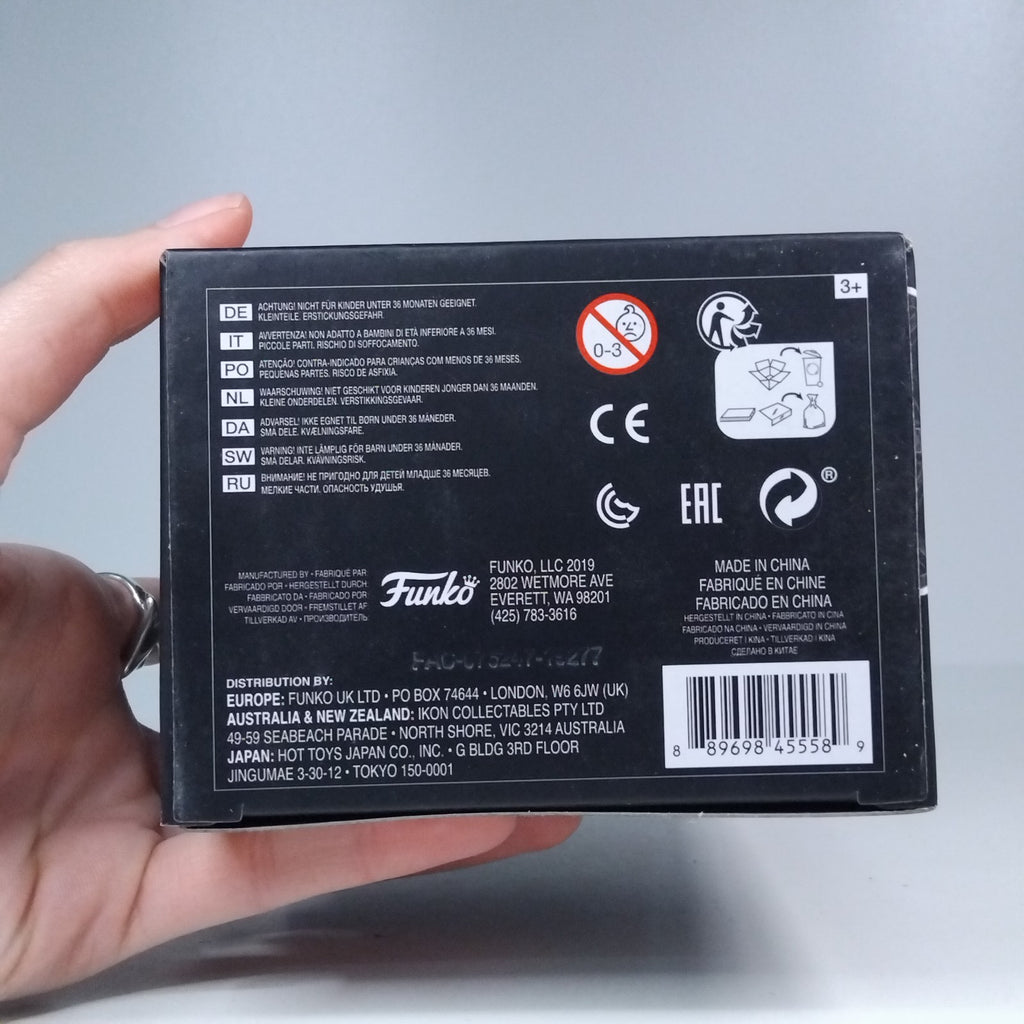 3+
DE ACHTUNG! NICHT FÜR KINDER UNTER 36 MONATEN GEEIGNET.
KLEINTEILE. ERSTICKUNGSGEFAHR.
IT AVVERTENZA! NON ADATTO A BAMBINI DI ETÀ INFERIORE A 36 MESI.
PICCOLE PARTI. RISCHIO DI SOFFOCAMENTO.
PO ATENÇÃO! CONTRA-INDICADO PARA CRIANÇAS COM MENOS DE 36 MESES.
PEQUENAS PARTES. RISCO DE ASFIXIA.
NL WAARSCHUWING! NIET GESCHIKT VOOR KINDEREN JONGER DAN 36 MAANDEN.
KLEINE ONDERDELEN. VERSTIKKINGSGEVAAR.
DA ADVARSEL! IKKE EGNET TIL BØRN UNDER 36 MÅNEDER.
SMÅ DELE. KVÆLNINGSFARE.
SW VARNING! INTE LÄMPLIG FÖR BARN UNDER 36 MÅNADER.
SMÅ DELAR. KVÄVNINGSRISK.
RU ВНИМАНИЕ! НЕ ПРИГОДНО ДЛЯ ДЕТЕЙ МЛАДШЕ 36 МЕСЯЦЕВ.
МЕЛКИЕ ЧАСТИ. ОПАСНОСТЬ УДУШЬЯ.
0-3
CE
EAC
®
MANUFACTURED BY • FABRIQUÉ PAR
FABRICADO POR • HERGESTELLT DURCH
FABBRICATO DA • FABRICADO POR
VERVAARDIGD DOOR • FREMSTILLET AF
TILLVERKAD AV • ПРОИЗВОДИТЕЛЬ
Funko
FUNKO, LLC 2019
2802 WETMORE AVE
EVERETT, WA 98201
(425) 783-3616
MADE IN CHINA
FABRIQUÉ EN CHINE
FABRICADO EN CHINA
HERGESTELLT IN CHINA • FABBRICATO IN CINA
FABRICADO NA CHINA • VERVAARDIGD IN CHINA
PRODUCERET I KINA • TILLVERKAD I KINA
СДЕЛАНО В КИТАЕ
DISTRIBUTION BY:
EUROPE: FUNKO UK LTD • PO BOX 74644 • LONDON, W6 6JW (UK)
AUSTRALIA & NEW ZEALAND: IKON COLLECTABLES PTY LTD
49-59 SEABEACH PARADE • NORTH SHORE, VIC 3214 AUSTRALIA
JAPAN: HOT TOYS JAPAN CO., INC. • G BLDG 3RD FLOOR
JINGUMAE 3-30-12 • TOKYO 150-0001
8 89698 45558 9